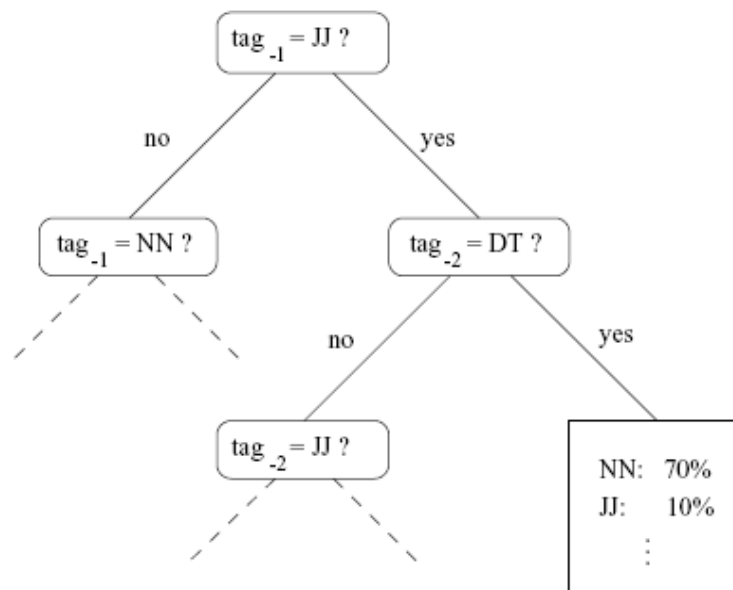 tag-1 = JJ ?
no
yes
tag-1 = NN ?
tag-2 = DT ?
no
yes
tag-2 = JJ ?
NN: 70%
JJ: 10%
⋮